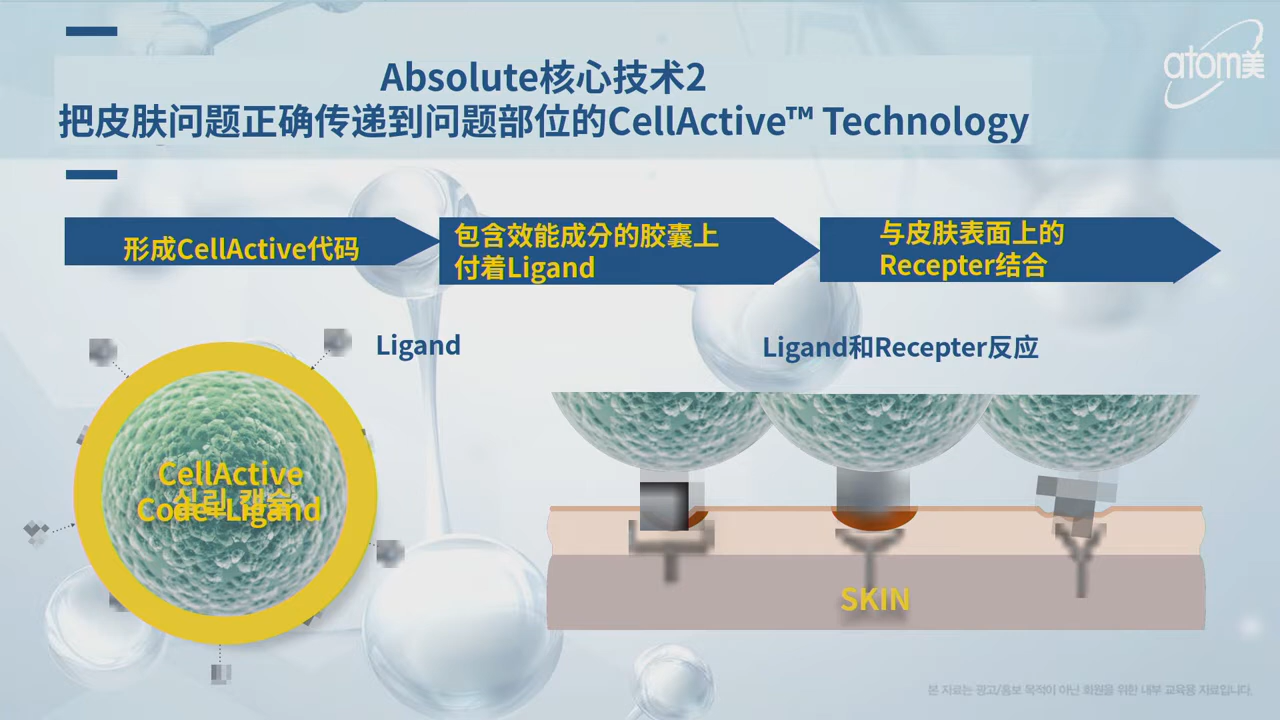 Absolute核心技术2
把皮肤问题正确传递到问题部位的CellActive™ Technology
atom美
形成CellActive代码
包含效能成分的胶囊上
付着Ligand
与皮肤表面上的
Recepter结合
Ligand
Ligand和Recepter反应
CellActive
실린 캡슐
Code+Ligand
SKIN
본 자료는 광고/홍보 목적이 아닌 회원을 위한 내부 교육용 자료입니다.